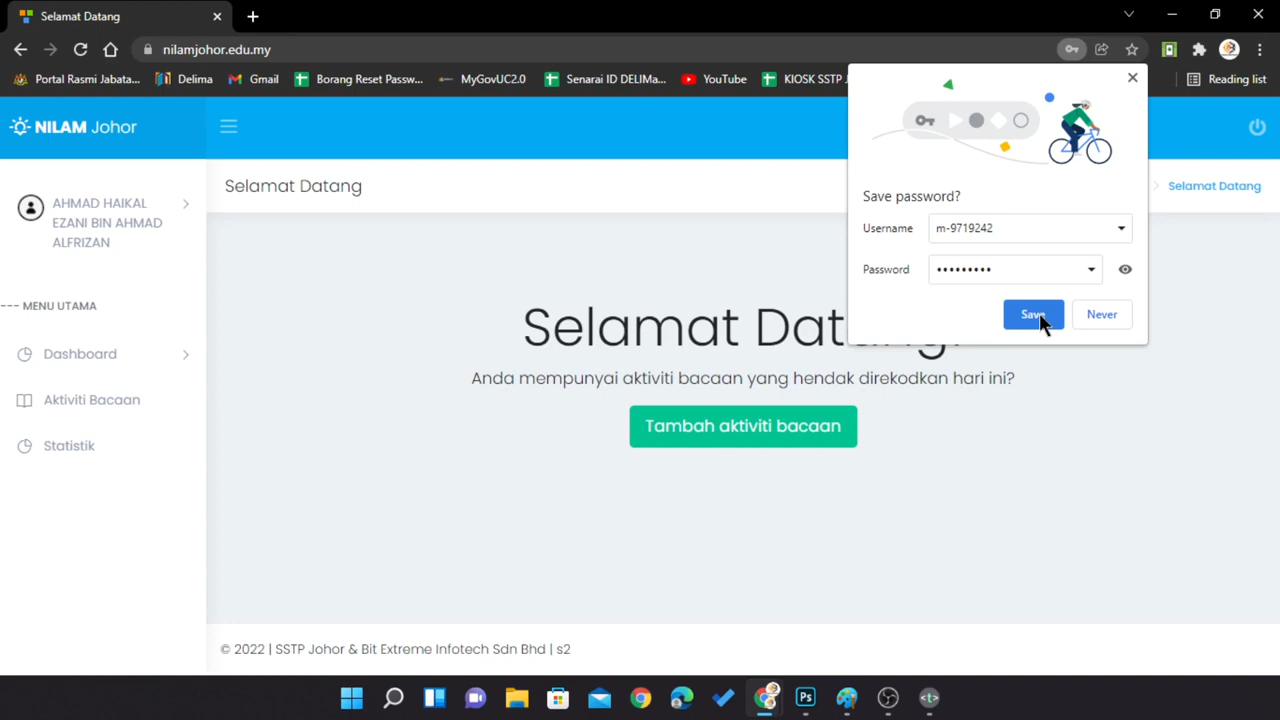 Selamat Datang
nilamjohor.edu.my
Portal Rasmi Jabata...
Delima
Gmail
Borang Reset Passw...
MyGovUC2.0
Senarai ID DELIMa...
YouTube
KIOSK SSTP
Reading list
NILAM Johor
AHMAD HAIKAL
EZANI BIN AHMAD
ALFRIZAN
--- MENU UTAMA
Dashboard
Aktiviti Bacaan
Statistik
Selamat Datang
Selamat Datang
Save password?
Username
m-9719242
Password
•••••••••
Save
Never
Selamat Datang!
Anda mempunyai aktiviti bacaan yang hendak direkodkan hari ini?
Tambah aktiviti bacaan
© 2022 | SSTP Johor & Bit Extreme Infotech Sdn Bhd | s2
Ps